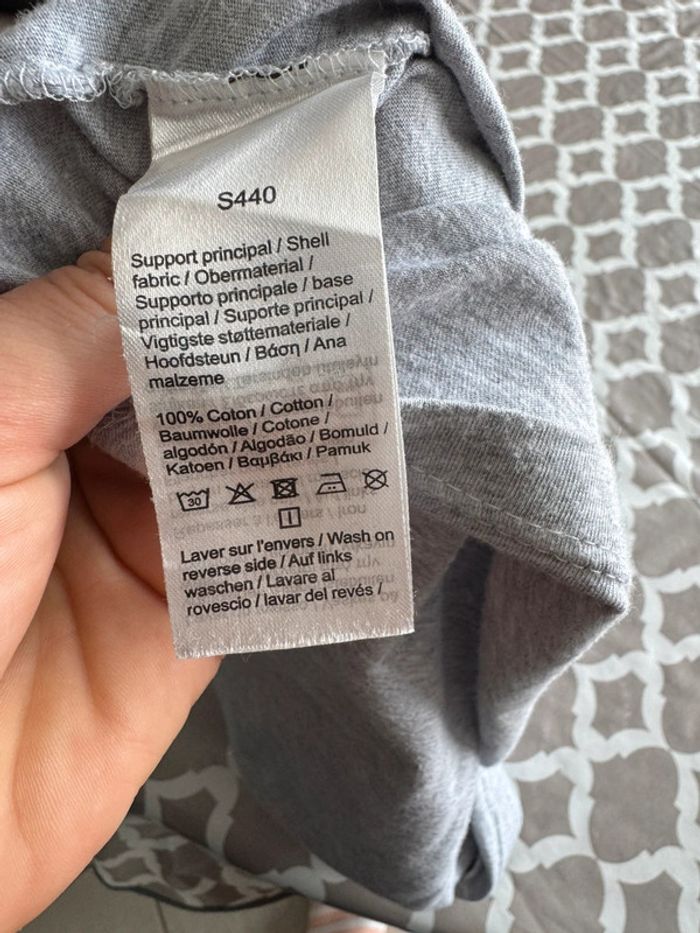 S440
Support principal / Shell
fabric / Obermaterial /
Supporto principale / base
principal / Suporte principal /
Vigtigste støttemateriale /
Hoofdsteun / Βάση / Ana
malzeme
100% Coton / Cotton /
Baumwolle / Cotone /
algodón / Algodão / Bomuld /
Katoen / Βαμβάκι / Pamuk
30
Laver sur l'envers / Wash on
reverse side / Auf links
waschen / Lavare al
rovescio / lavar del revés /